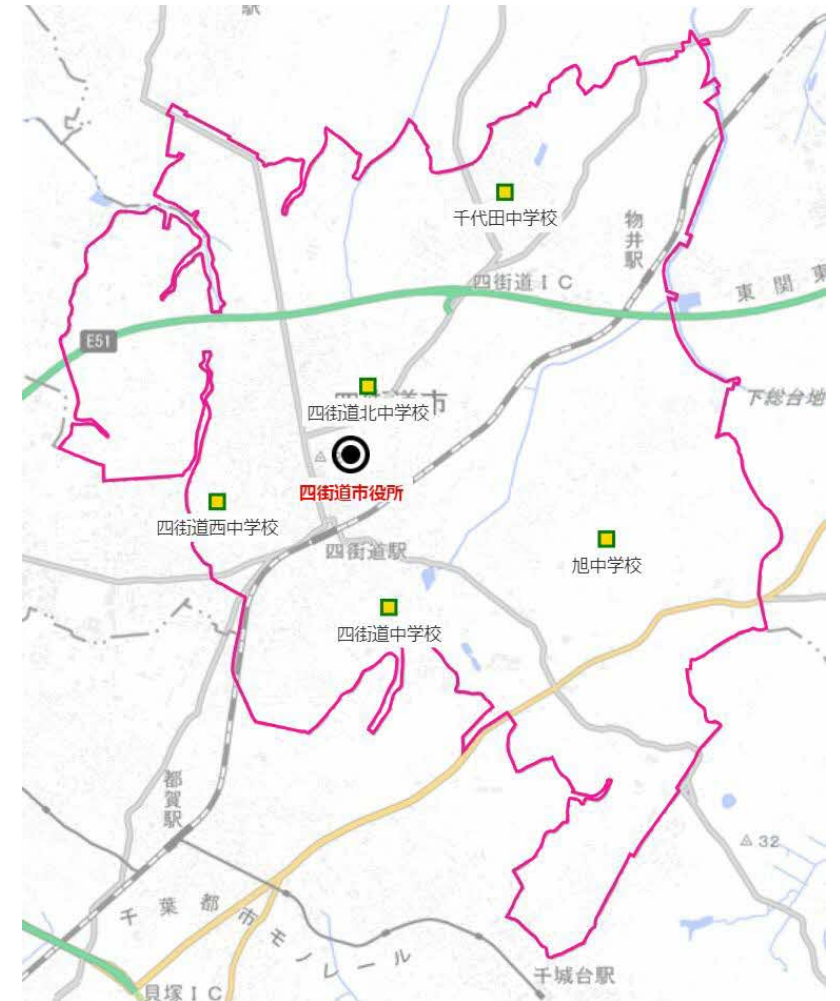 駅
千代田中学校
物井駅
四街道IC
東関東
E51
四街道北中学校
下総台地
四街道市役所
四街道西中学校
四街道駅
旭中学校
四街道中学校
都賀駅
32
千葉都市モノレール
千城台駅
貝塚IC